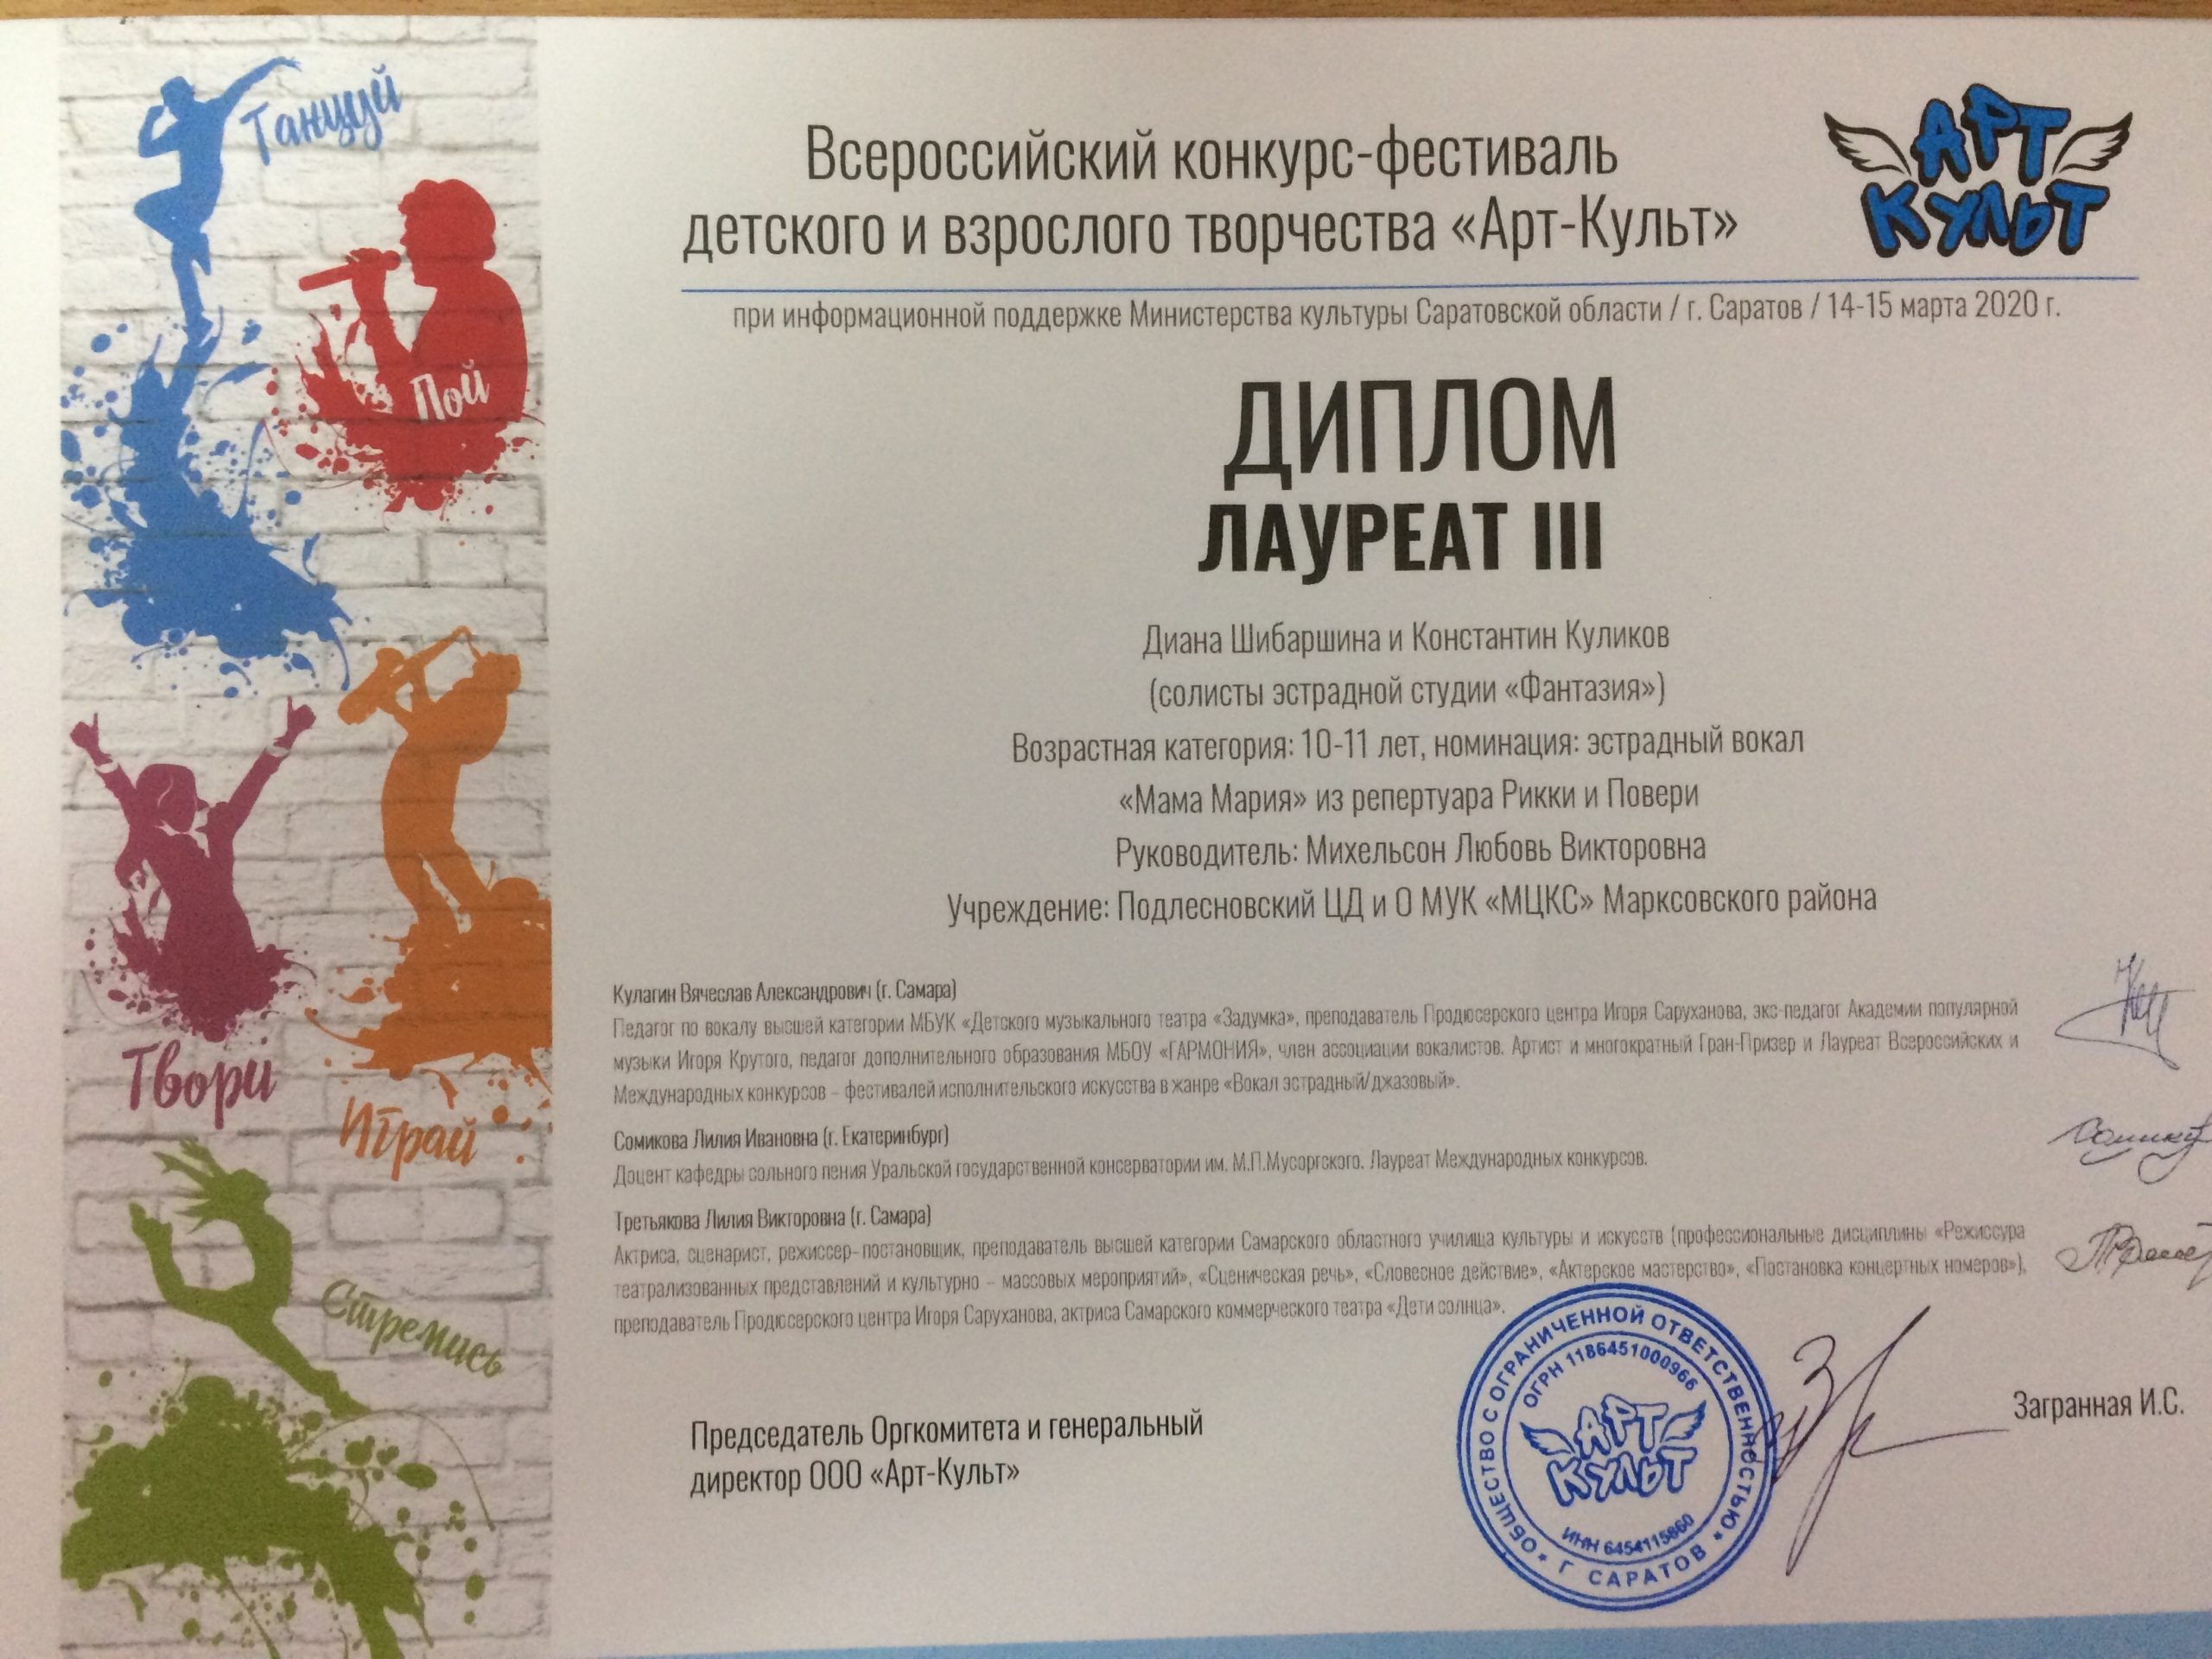 Танцуй
Пой
Твори
Играй
Стремись
АРТ
КУЛЬТ
Всероссийский конкурс-фестиваль
детского и взрослого творчества «Арт-Культ»
при информационной поддержке Министерства культуры Саратовской области / г. Саратов / 14-15 марта 2020 г.
ДИПЛОМ
ЛАУРЕАТ III
Диана Шибаршина и Константин Куликов
(солисты эстрадной студии «Фантазия»)
Возрастная категория: 10-11 лет, номинация: эстрадный вокал
«Мама Мария» из репертуара Рикки и Повери
Руководитель: Михельсон Любовь Викторовна
Учреждение: Подлесновский ЦД и О МУК «МЦКС» Марксовского района
Кулагин Вячеслав Александрович (г. Самара)
Педагог по вокалу высшей категории МБУК «Детского музыкального театра «Задумка», преподаватель Продюсерского центра Игоря Саруханова, экс-педагог Академии популярной
музыки Игоря Крутого, педагог дополнительного образования МБОУ «ГАРМОНИЯ», член ассоциации вокалистов. Артист и многократный Гран-Призер и Лауреат Всероссийских и
Международных конкурсов – фестивалей исполнительского искусства в жанре «Вокал эстрадный/джазовый».
Сомикова Лилия Ивановна (г. Екатеринбург)
Доцент кафедры сольного пения Уральской государственной консерватории им. М.П.Мусоргского. Лауреат Международных конкурсов.
Третьякова Лилия Викторовна (г. Самара)
Актриса, сценарист, режиссер-постановщик, преподаватель высшей категории Самарского областного училища культуры и искусств (профессиональные дисциплины «Режиссура
театрализованных представлений и культурно – массовых мероприятий», «Сценическая речь», «Словесное действие», «Актерское мастерство», «Постановка концертных номеров»),
преподаватель Продюсерского центра Игоря Саруханова, актриса Самарского коммерческого театра «Дети солнца».
Председатель Оргкомитета и генеральный
директор ООО «Арт-Культ»
ОБЩЕСТВО С ОГРАНИЧЕННОЙ ОТВЕТСТВЕННОСТЬЮ
ОГРН 1186451000966
АРТ
КУЛЬТ
ИНН 6454115860
Г САРАТОВ
Загранная И.С.